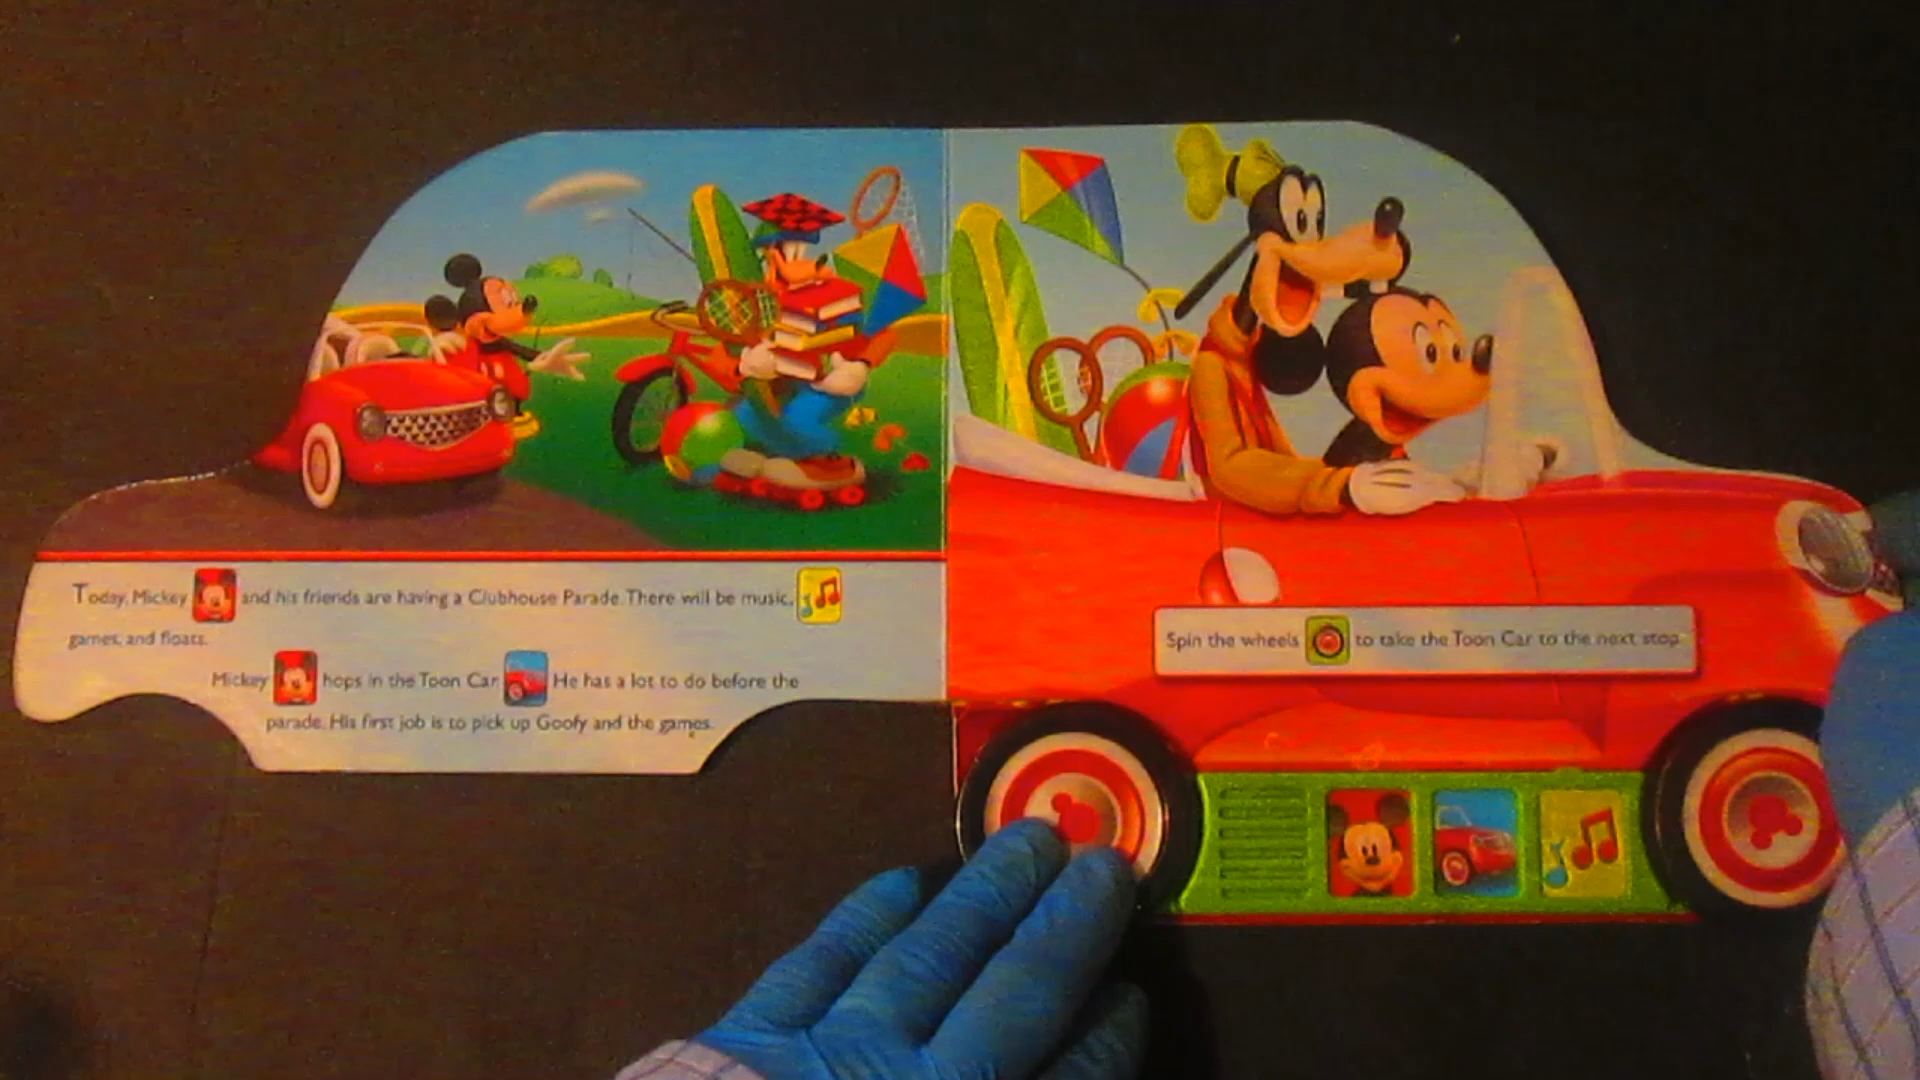 Today, Mickey and his friends are having a Clubhouse Parade. There will be music,
games, and floats.
Mickey hops in the Toon Car. He has a lot to do before the
parade. His first job is to pick up Goofy and the games.
Spin the wheels to take the Toon Car to the next stop.